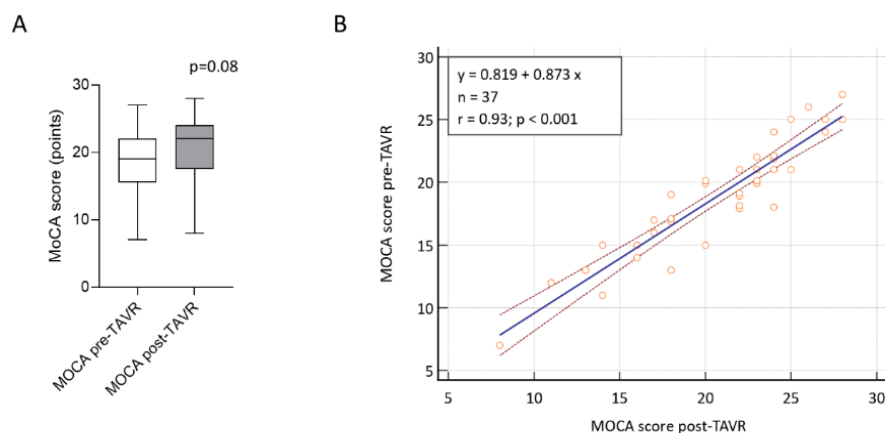 A
p=0.08
30
20
10
0
MoCA score (points)
MOCA pre-TAVR
MOCA post-TAVR
B
y = 0.819 + 0.873 x
n = 37
r = 0.93; p < 0.001
30
25
20
15
10
5
MOCA score pre-TAVR
5
10
15
20
25
30
MOCA score post-TAVR